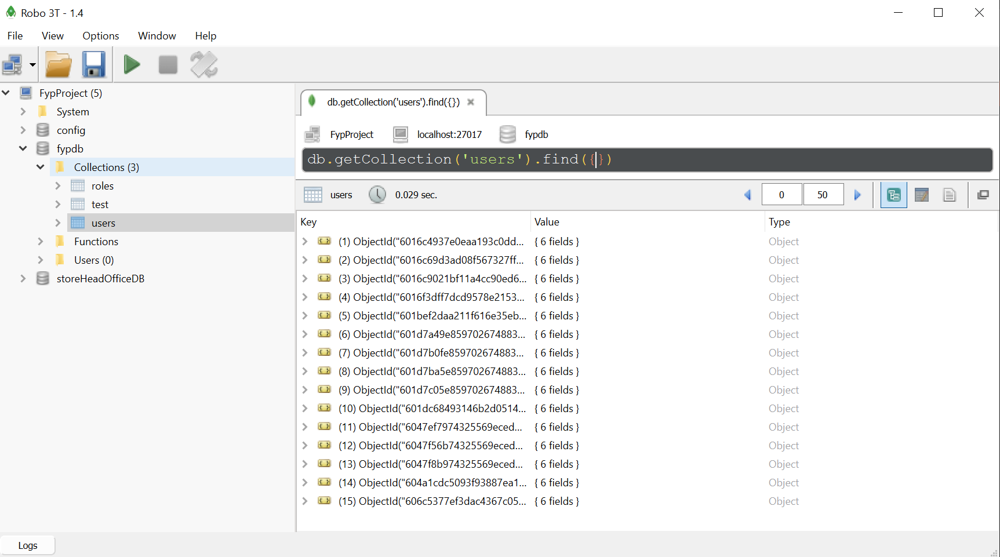 Robo 3T - 1.4
File View Options Window Help
FypProject (5)
System
config
fypdb
Collections (3)
roles
test
users
Functions
Users (0)
storeHeadOfficeDB
db.getCollection('users').find({})
FypProject localhost:27017 fypdb
db.getCollection('users').find({})
users 0.029 sec. 0 50
Key Value Type
(1) ObjectId("6016c4937e0eaa193c0dd... { 6 fields } Object
(2) ObjectId("6016c69d3ad08f567327ff... { 6 fields } Object
(3) ObjectId("6016c9021bf11a4cc90ed6... { 6 fields } Object
(4) ObjectId("6016f3dff7dcd9578e2153... { 6 fields } Object
(5) ObjectId("601bef2daa211f616e35eb... { 6 fields } Object
(6) ObjectId("601d7a49e859702674883... { 6 fields } Object
(7) ObjectId("601d7b0fe859702674883... { 6 fields } Object
(8) ObjectId("601d7ba5e859702674883... { 6 fields } Object
(9) ObjectId("601d7c05e859702674883... { 6 fields } Object
(10) ObjectId("601dc68493146b2d0514... { 6 fields } Object
(11) ObjectId("6047ef7974325569eced... { 6 fields } Object
(12) ObjectId("6047f56b74325569eced... { 6 fields } Object
(13) ObjectId("6047f8b974325569eced... { 6 fields } Object
(14) ObjectId("604a1cdc5093f93887ea1... { 6 fields } Object
(15) ObjectId("606c5377ef3dac4367c05... { 6 fields } Object
Logs